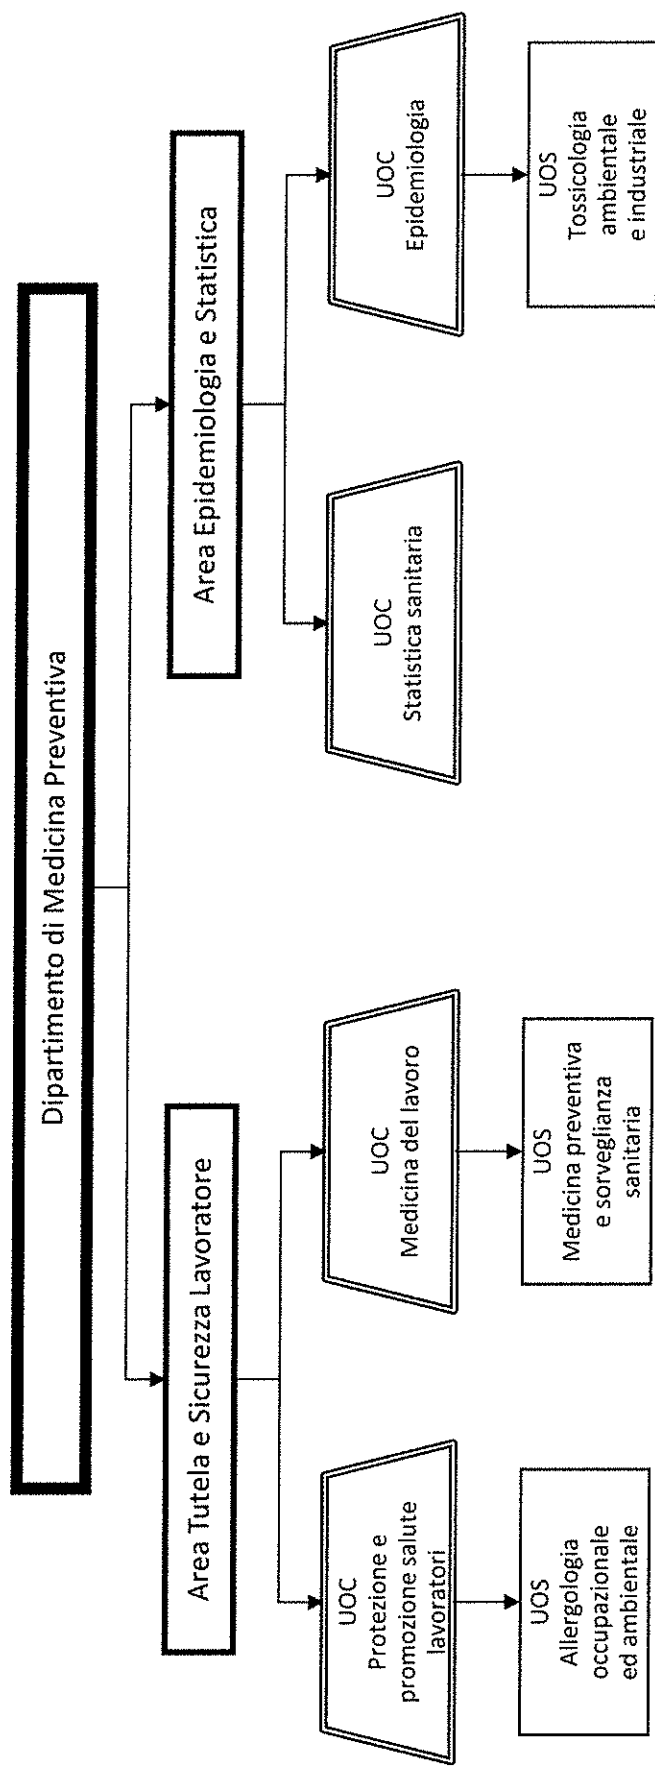 Dipartimento di Medicina Preventiva
Area Tutela e Sicurezza Lavoratore
Area Epidemiologia e Statistica
UOC
Protezione e
promozione salute
lavoratori
UOC
Medicina del lavoro
UOC
Statistica sanitaria
UOC
Epidemiologia
UOS
Allergologia
occupazionale
ed ambientale
UOS
Medicina preventiva
e sorveglianza
sanitaria
UOS
Tossicologia
ambientale
e industriale